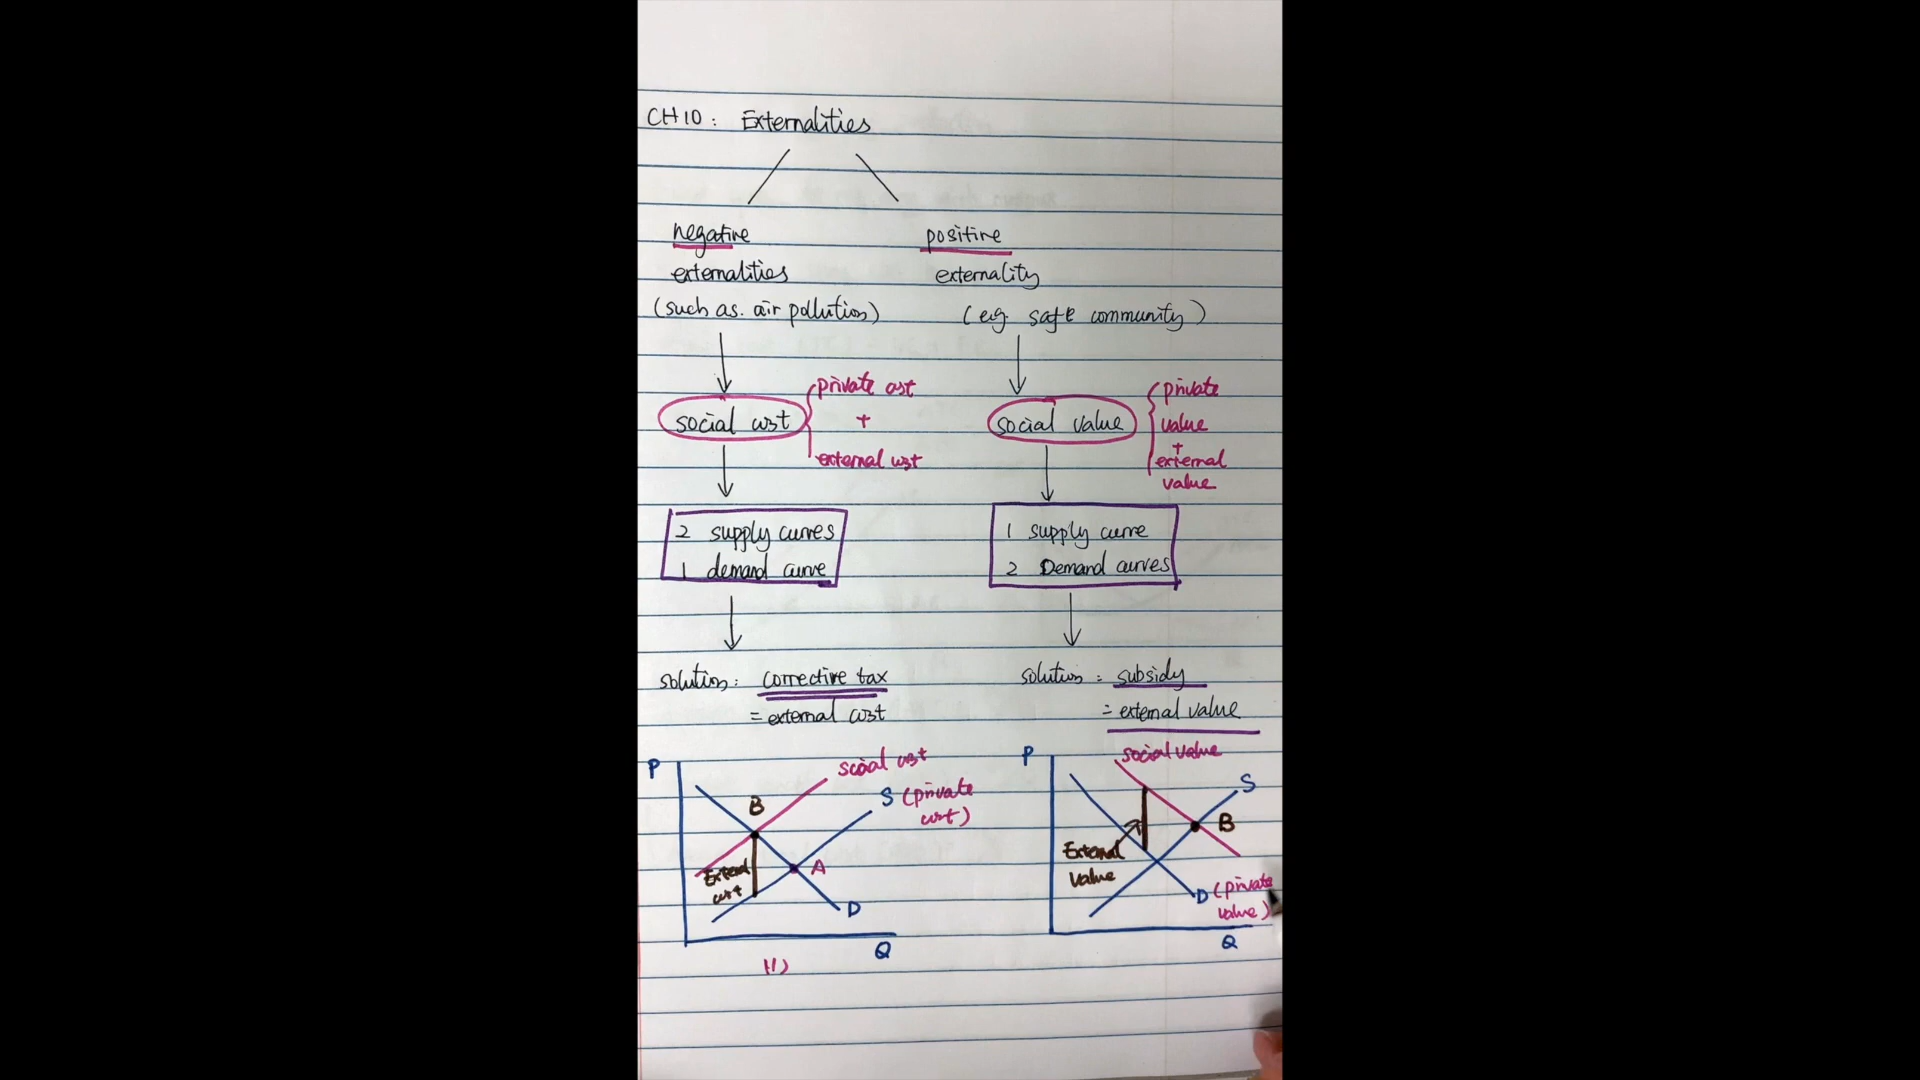 CH10: Externalities
negative
externalities
(such as. air pollution)
positive
externality
(e.g. safe community)
social cost
private cost
+
external cost
social value
private
value
+
external
value
2 supply curves
1 demand curve
1 supply curve
2 Demand curves
solution: corrective tax
= external cost
solution: subsidy
= external value
P
social cost
S (private
cost)
B
A
External
cost
D
Q
(1)
P
social value
S
B
External
value
D (private
value)
Q